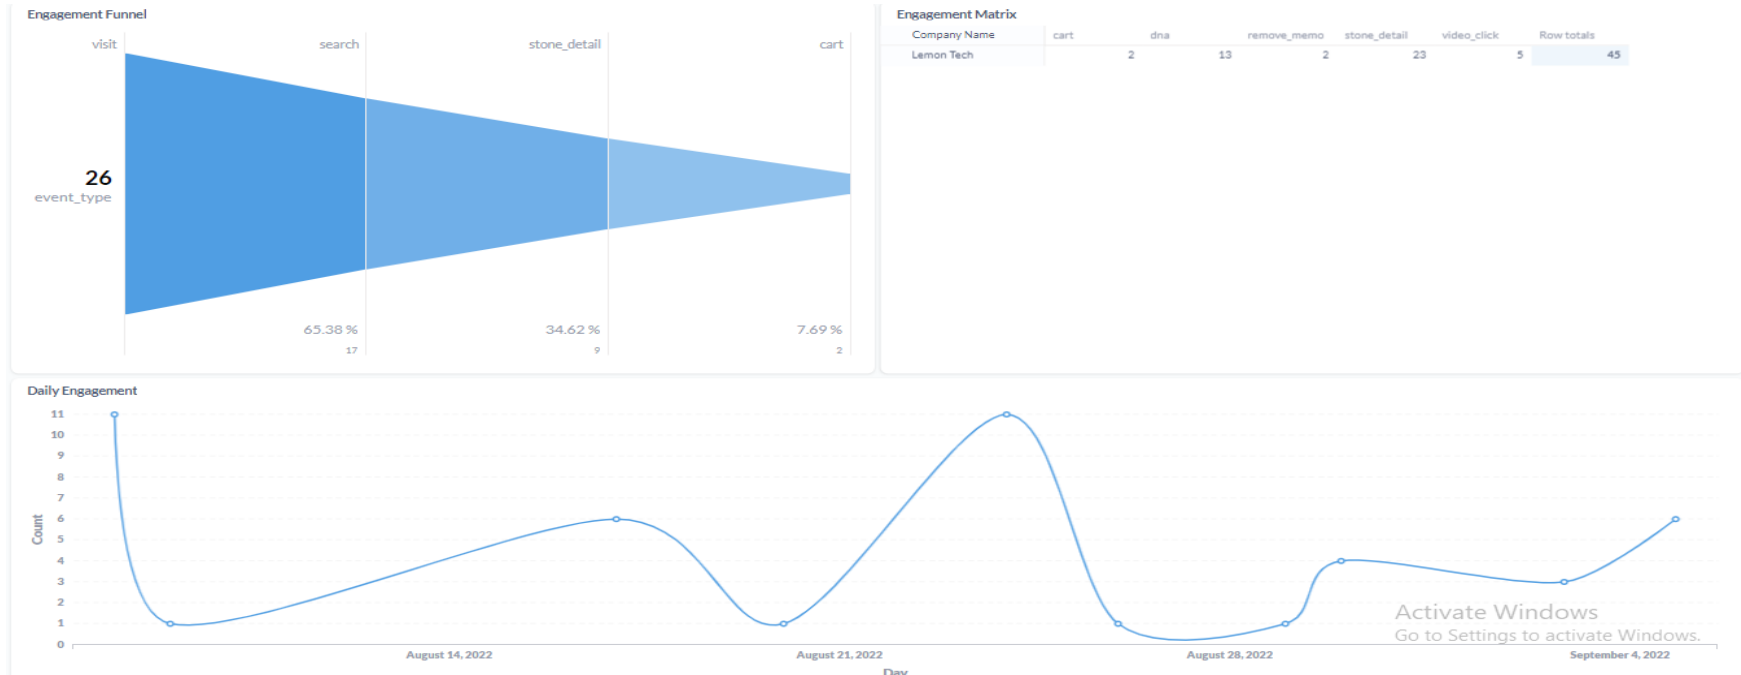 Engagement Funnel
visit
search
stone_detail
cart
26
event_type
65.38 %
34.62 %
7.69 %
17
9
2
Engagement Matrix
Company Name cart dna remove_memo stone_detail video_click Row totals
Lemon Tech 2 13 2 23 5 45
Daily Engagement
11
10
9
8
7
6
5
4
3
2
1
0
Count
August 14, 2022
August 21, 2022
August 28, 2022
September 4, 2022
Day
Activate Windows
Go to Settings to activate Windows.